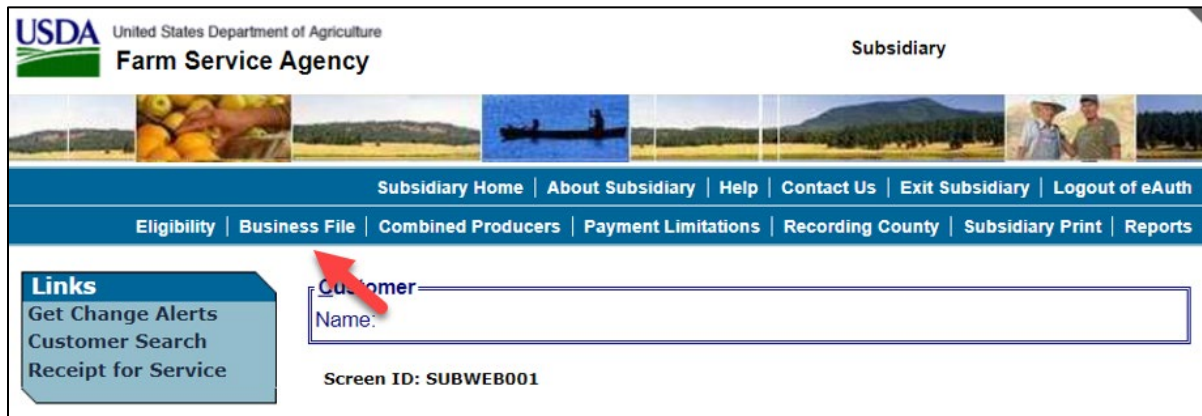 USDA
United States Department of Agriculture
Farm Service Agency
Subsidiary
Subsidiary Home | About Subsidiary | Help | Contact Us | Exit Subsidiary | Logout of eAuth
Eligibility | Business File | Combined Producers | Payment Limitations | Recording County | Subsidiary Print | Reports
Links
Get Change Alerts
Customer Search
Receipt for Service
Customer
Name:
Screen ID: SUBWEB001